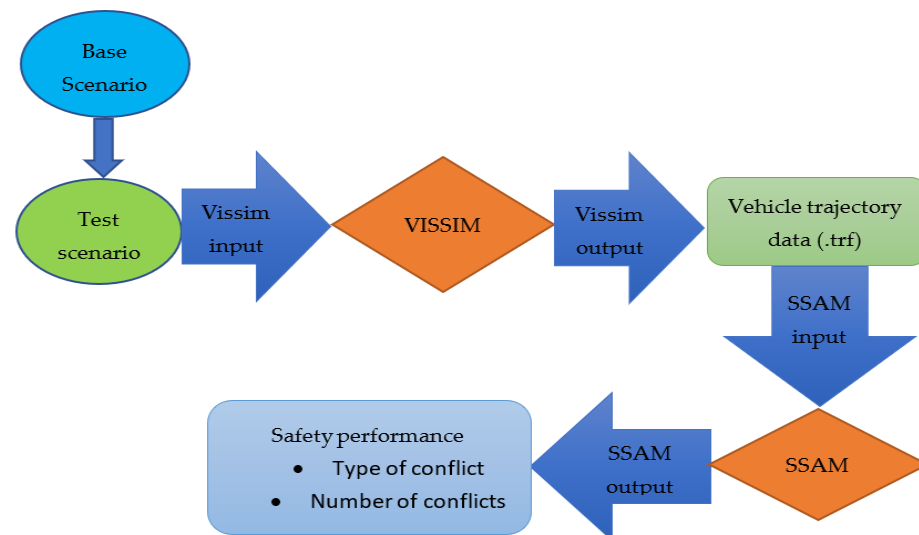 Base
Scenario
Test
scenario
Vissim
input
VISSIM
Vissim
output
Vehicle trajectory
data (.trf)
SSAM
input
SSAM
SSAM
output
Safety performance
● Type of conflict
● Number of conflicts